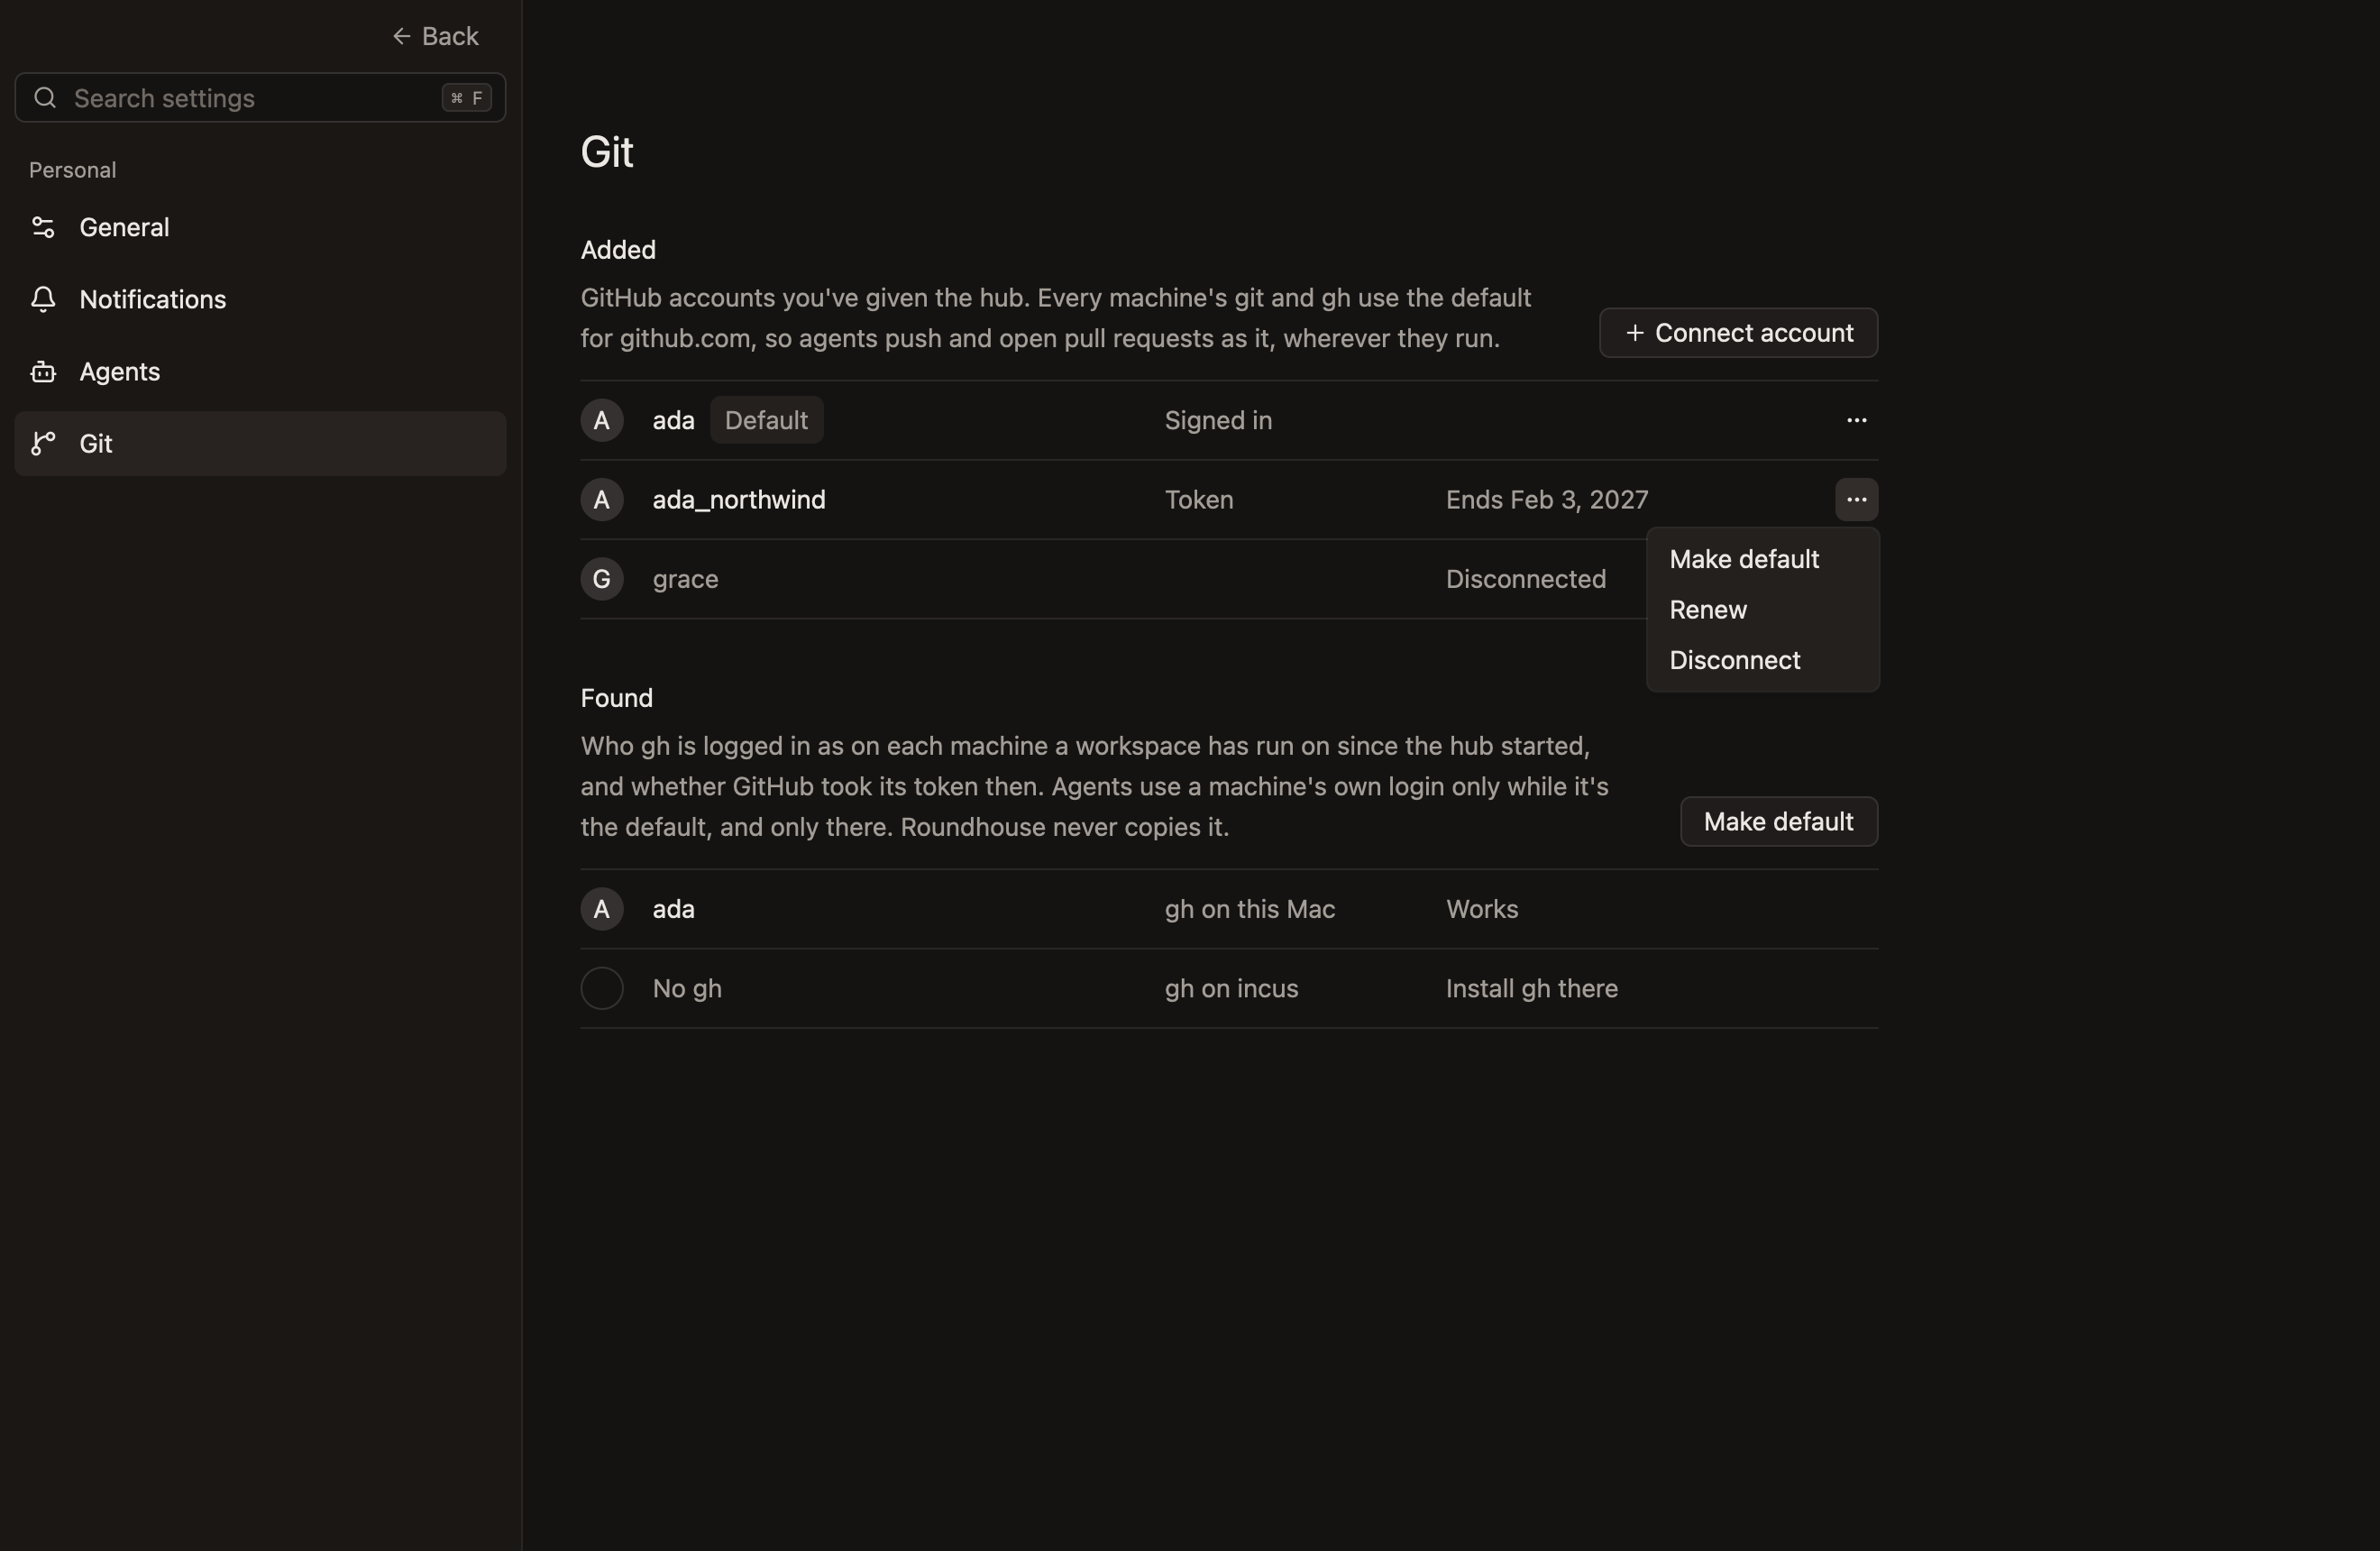 Back
Search settings
⌘ F
Personal
General
Notifications
Agents
Git
Git
Added
GitHub accounts you've given the hub. Every machine's git and gh use the default
for github.com, so agents push and open pull requests as it, wherever they run.
Connect account
A ada Default Signed in
A ada_northwind Token Ends Feb 3, 2027
G grace Disconnected
Make default
Renew
Disconnect
Found
Who gh is logged in as on each machine a workspace has run on since the hub started,
and whether GitHub took its token then. Agents use a machine's own login only while it's
the default, and only there. Roundhouse never copies it.
Make default
A ada gh on this Mac Works
No gh gh on incus Install gh there